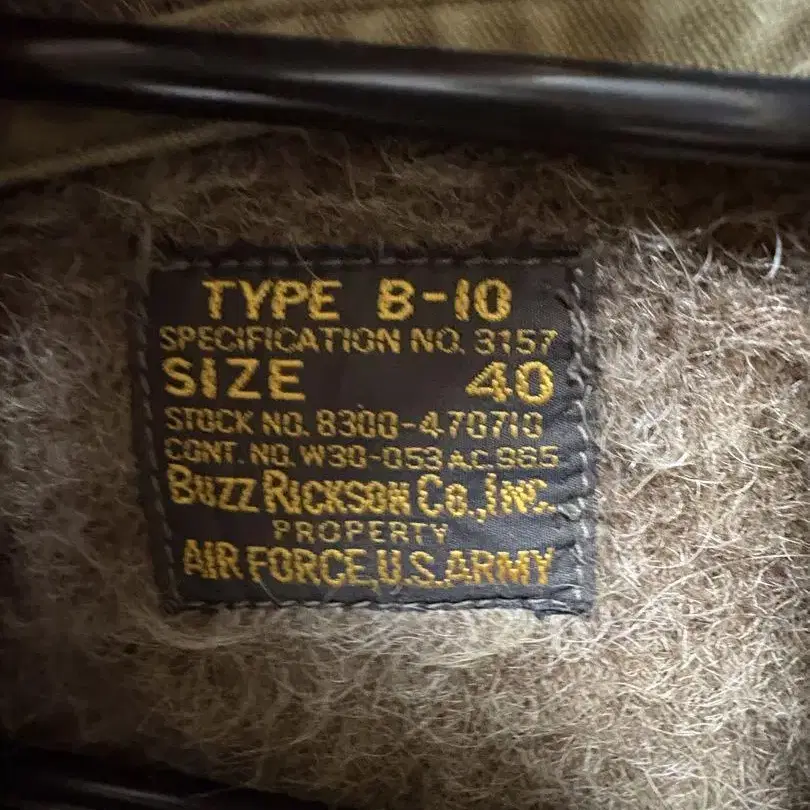 TYPE B-10
SPECIFICATION NO. 3157
SIZE 40
STOCK NO. 8300-470710
CONT. NO. W30-053 A.C. 965
BUZZ RICKSON CO., INC.
PROPERTY
AIR FORCE, U.S. ARMY